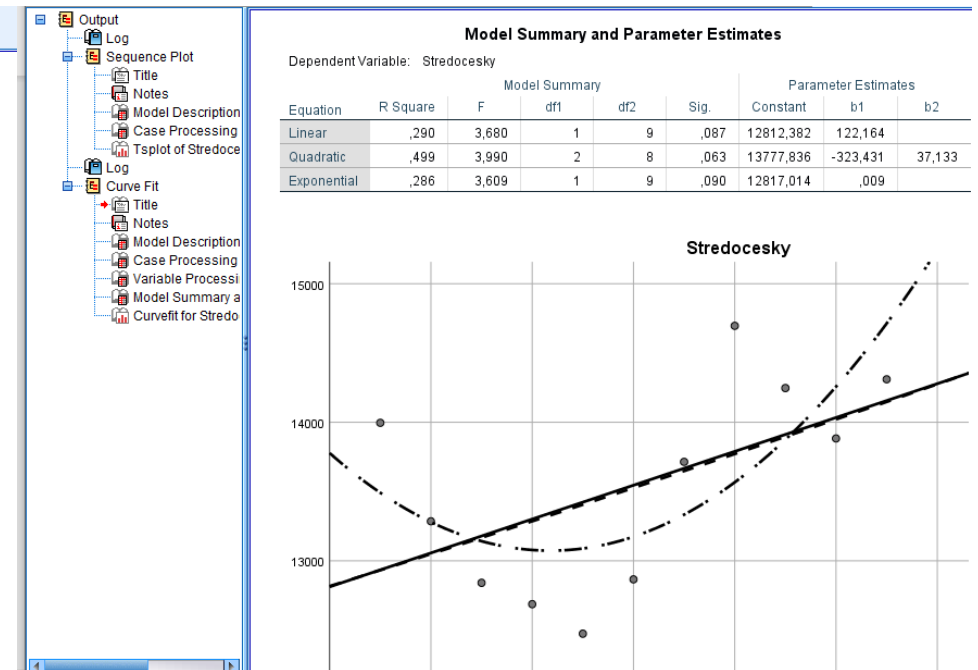 Output
Log
Sequence Plot
Title
Notes
Model Description
Case Processing
Tsplot of Stredoce
Log
Curve Fit
Title
Notes
Model Description
Case Processing
Variable Processi
Model Summary a
Curvefit for Stredo
Model Summary and Parameter Estimates
Dependent Variable: Stredocesky
Model Summary Parameter Estimates
Equation R Square F df1 df2 Sig. Constant b1 b2
Linear ,290 3,680 1 9 ,087 12812,382 122,164
Quadratic ,499 3,990 2 8 ,063 13777,836 -323,431 37,133
Exponential ,286 3,609 1 9 ,090 12817,014 ,009
Stredocesky
15000
14000
13000